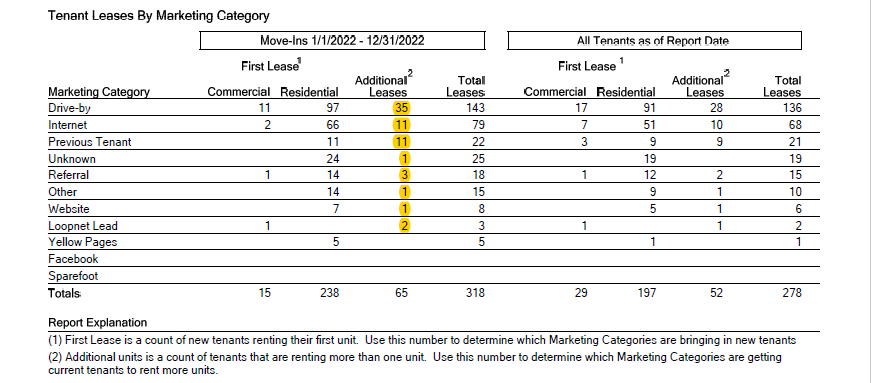 Tenant Leases By Marketing Category
Move-Ins 1/1/2022 - 12/31/2022 All Tenants as of Report Date
First Lease1 First Lease 1
Additional2 Total Additional2 Total
Marketing Category Commercial Residential Leases Leases Commercial Residential Leases Leases
Drive-by 11 97 35 143 17 91 28 136
Internet 2 66 11 79 7 51 10 68
Previous Tenant 11 11 22 3 9 9 21
Unknown 24 1 25 19 19
Referral 1 14 3 18 1 12 2 15
Other 14 1 15 9 1 10
Website 7 1 8 5 1 6
Loopnet Lead 1 2 3 1 1 2
Yellow Pages 5 5 1 1
Facebook
Sparefoot
Totals 15 238 65 318 29 197 52 278
Report Explanation
(1) First Lease is a count of new tenants renting their first unit. Use this number to determine which Marketing Categories are bringing in new tenants
(2) Additional units is a count of tenants that are renting more than one unit. Use this number to determine which Marketing Categories are getting
current tenants to rent more units.